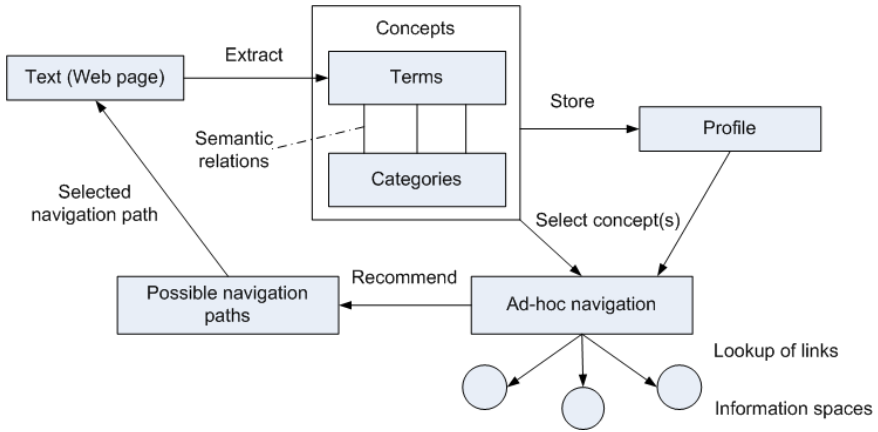 Concepts
Extract
Text (Web page)
Terms
Store
Profile
Semantic
relations
Categories
Selected
navigation path
Select concept(s)
Recommend
Possible navigation
paths
Ad-hoc navigation
Lookup of links
Information spaces